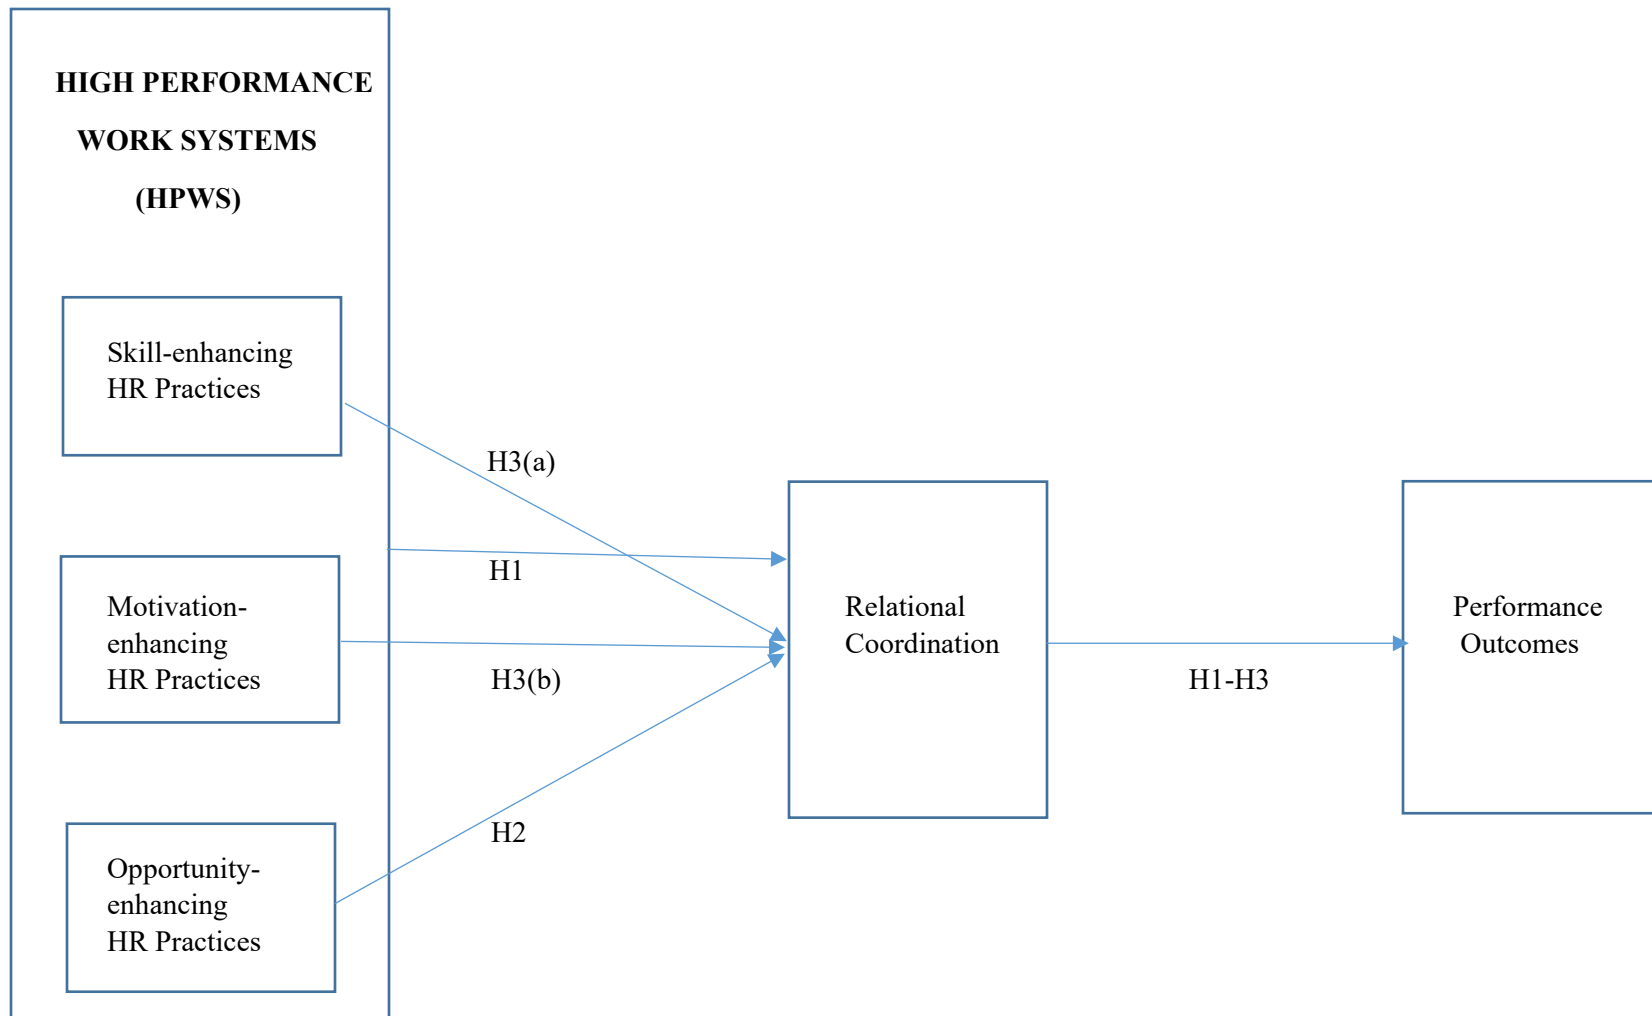 HIGH PERFORMANCE
WORK SYSTEMS
(HPWS)
Skill-enhancing
HR Practices
H3(a)
H1
Motivation-
enhancing
HR Practices
H3(b)
H2
Opportunity-
enhancing
HR Practices
Relational
Coordination
H1-H3
Performance
Outcomes